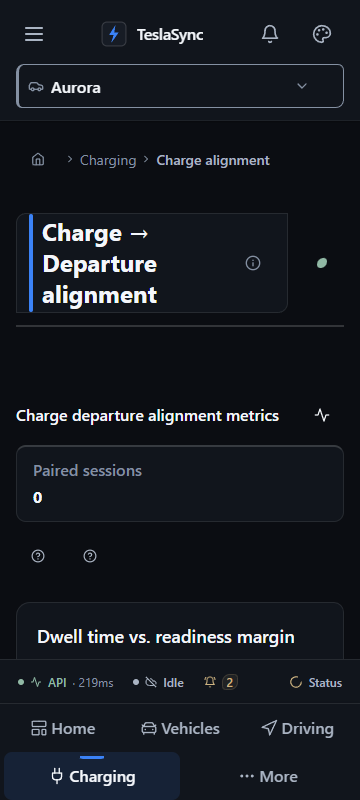 TeslaSync
Aurora
Charging
Charge alignment
Charge →
Departure
alignment
Charge departure alignment metrics
Paired sessions
0
Dwell time vs. readiness margin
API · 219ms
Idle
2
Status
Home
Vehicles
Driving
Charging
More